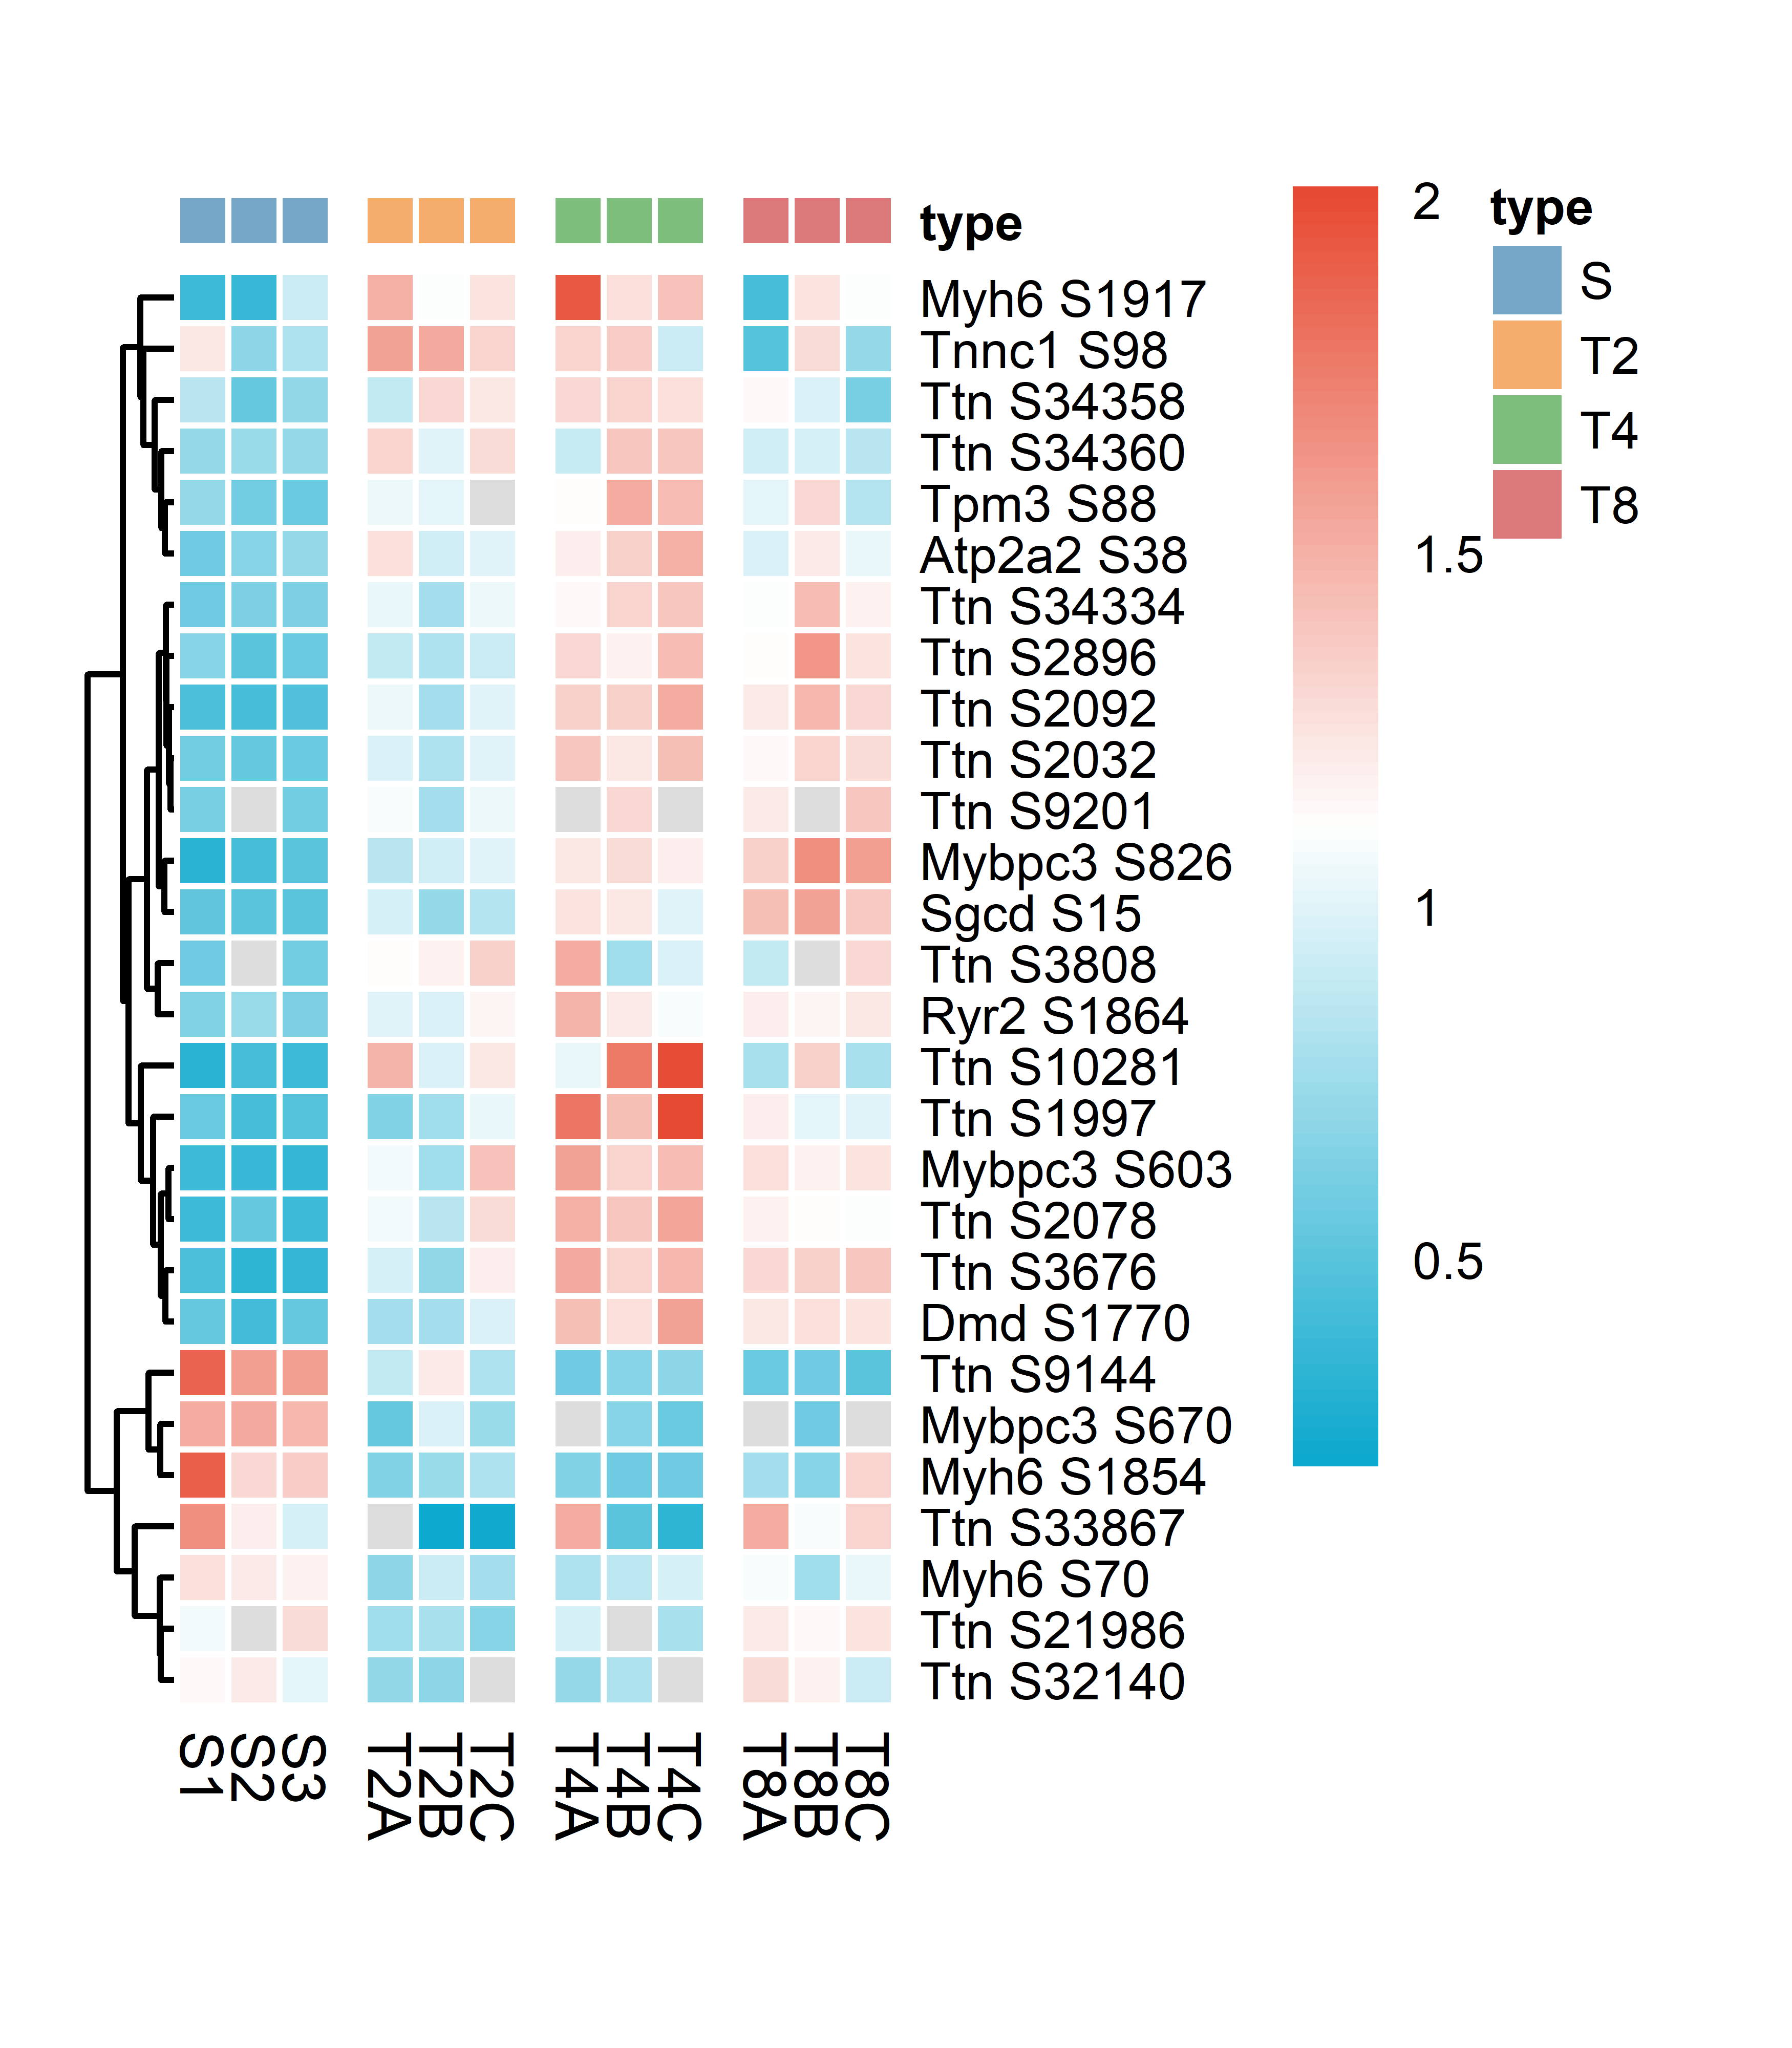 type
Myh6 S1917
Tnnc1 S98
Ttn S34358
Ttn S34360
Tpm3 S88
Atp2a2 S38
Ttn S34334
Ttn S2896
Ttn S2092
Ttn S2032
Ttn S9201
Mybpc3 S826
Sgcd S15
Ttn S3808
Ryr2 S1864
Ttn S10281
Ttn S1997
Mybpc3 S603
Ttn S2078
Ttn S3676
Dmd S1770
Ttn S9144
Mybpc3 S670
Myh6 S1854
Ttn S33867
Myh6 S70
Ttn S21986
Ttn S32140
S1
S2
S3
T2A
T2B
T2C
T4A
T4B
T4C
T8A
T8B
T8C
2
1.5
1
0.5
type
S
T2
T4
T8